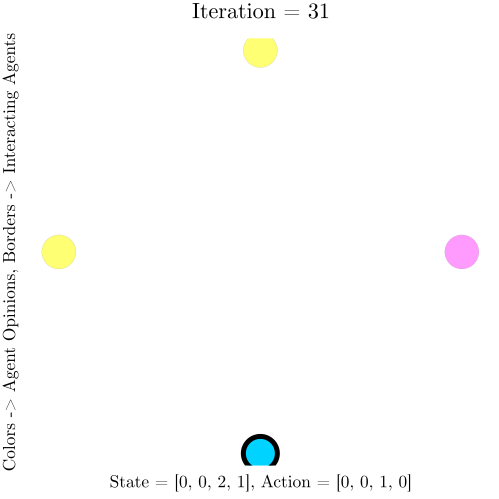 Iteration = 31
Colors -> Agent Opinions, Borders -> Interacting Agents
State = [0, 0, 2, 1], Action = [0, 0, 1, 0]